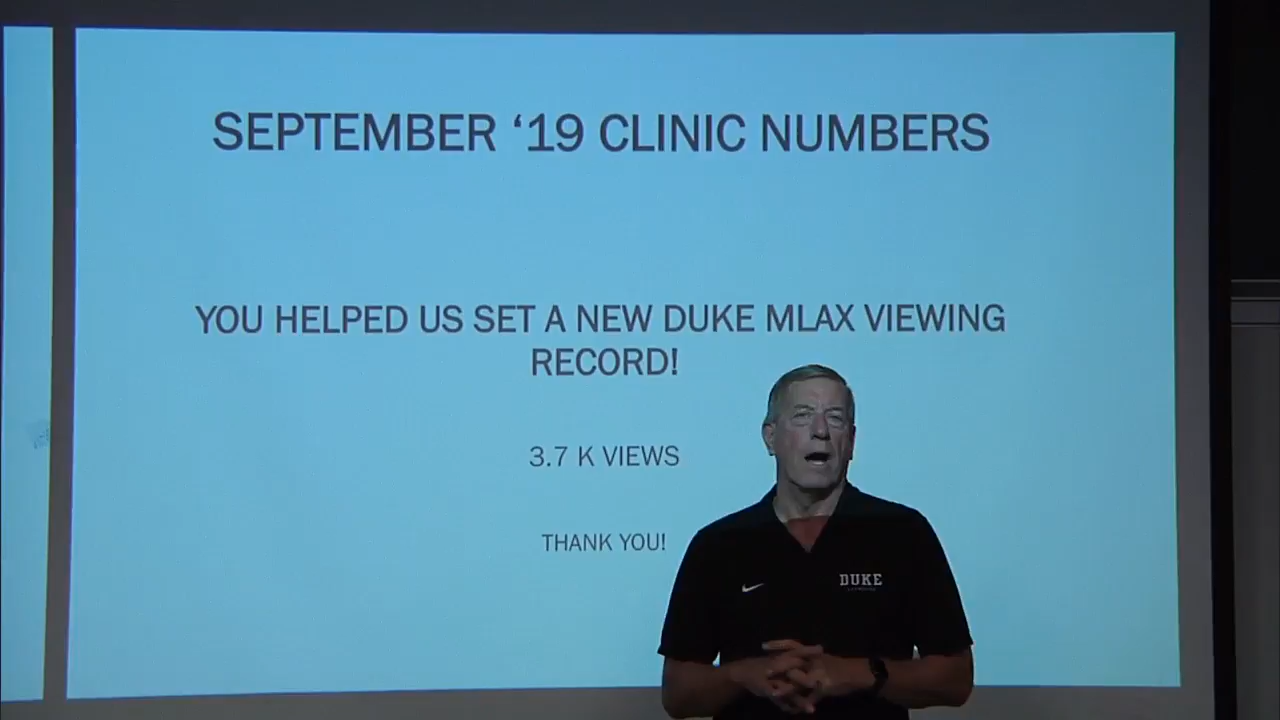 SEPTEMBER ‘19 CLINIC NUMBERS
YOU HELPED US SET A NEW DUKE MLAX VIEWING
RECORD!
3.7 K VIEWS
THANK YOU!
DUKE